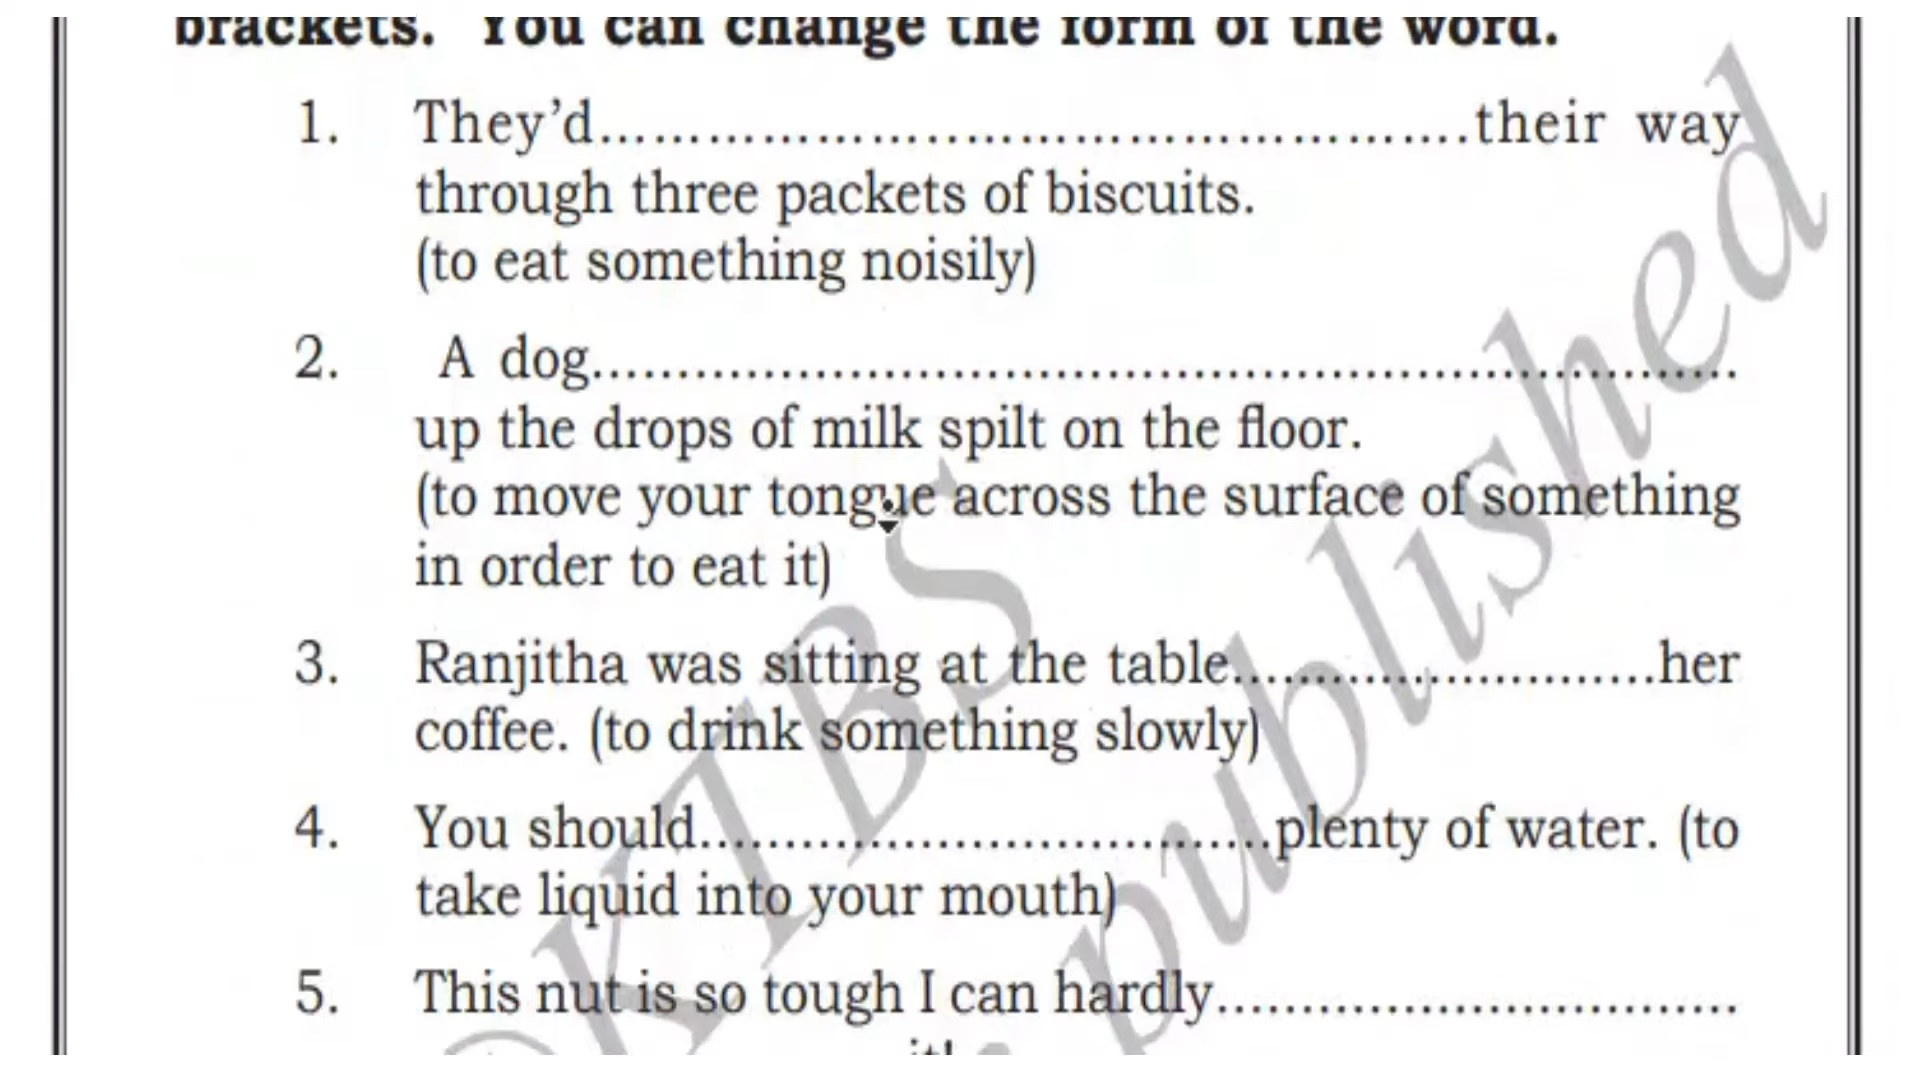 brackets. You can change the form of the word.
1. They’d................................................their way
through three packets of biscuits.
(to eat something noisily)
2. A dog................................................................
up the drops of milk spilt on the floor.
(to move your tongue across the surface of something
in order to eat it)
3. Ranjitha was sitting at the table........................her
coffee. (to drink something slowly)
4. You should................................plenty of water. (to
take liquid into your mouth)
5. This nut is so tough I can hardly..............................
it!
©KTBS
published